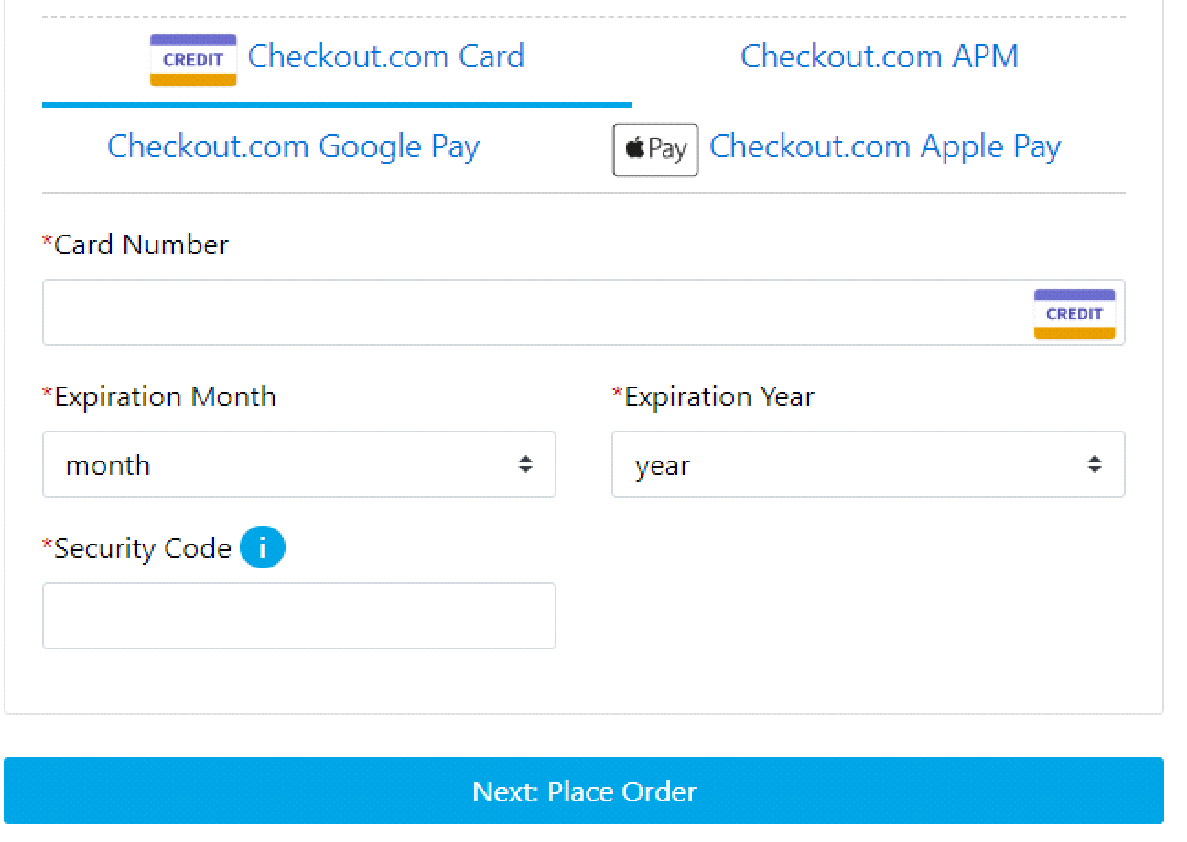 CREDIT Checkout.com Card Checkout.com APM
Checkout.com Google Pay Pay Checkout.com Apple Pay
*Card Number
CREDIT
*Expiration Month *Expiration Year
month year
*Security Code i
Next: Place Order